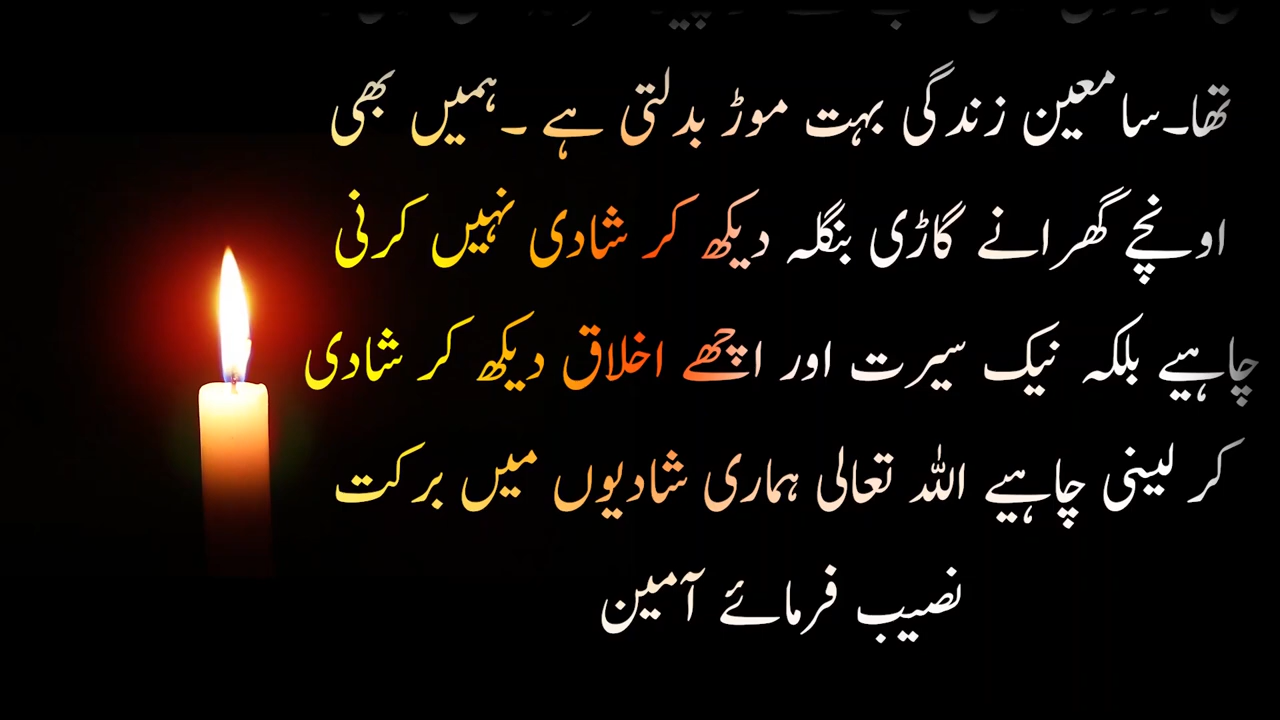 تھا۔سامعین زندگی بہت موڑ بدلتی ہے ۔ہمیں بھی
اونچے گھرانے گاڑی بنگلہ دیکھ کر شادی نہیں کرنی
چاہیے بلکہ نیک سیرت اور اچھے اخلاق دیکھ کر شادی
کر لینی چاہیے اللہ تعالی ہماری شادیوں میں برکت
نصیب فرمائے آمین